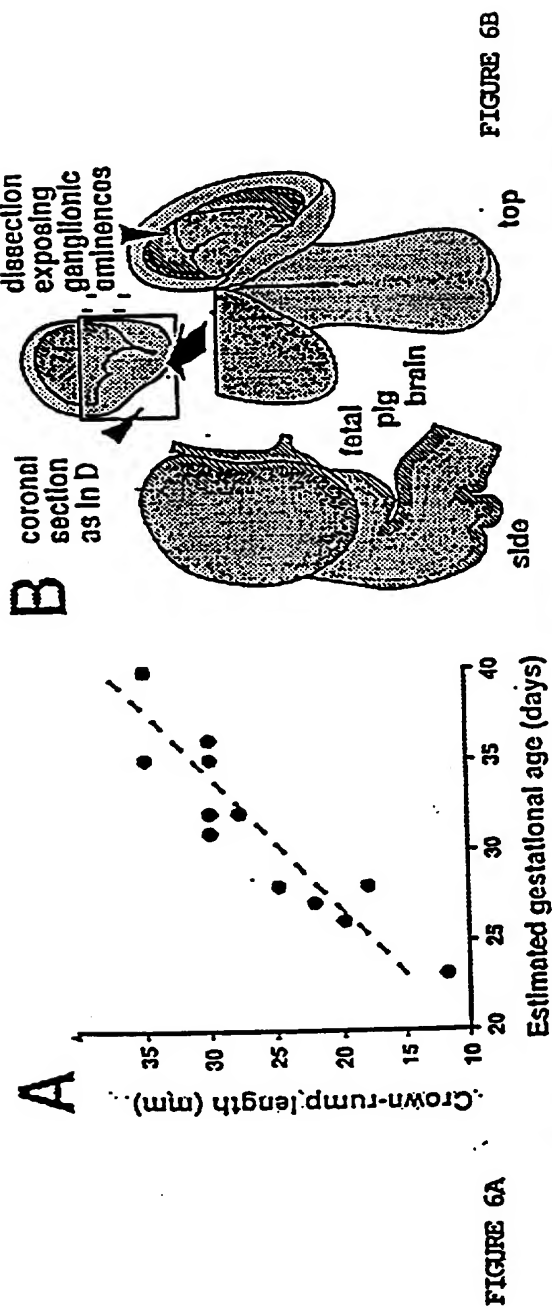 A
Crown-rump length (mm)
35
30
25
20
15
10
20
25
30
35
40
Estimated gestational age (days)
FIGURE 6A
B
coronal
section
as in D
dissection
exposing
ganglionic
aminences
fetal
pig
brain
side
top
FIGURE 6B